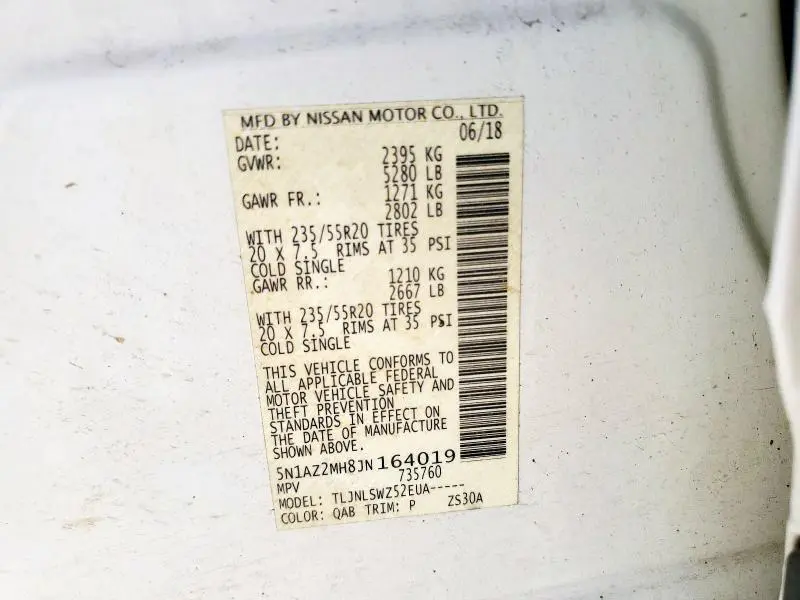 MFD BY NISSAN MOTOR CO., LTD.
DATE: 06/18
GVWR: 2395 KG
5280 LB
GAWR FR.: 1271 KG
2802 LB
WITH 235/55R20 TIRES
20 X 7.5 RIMS AT 35 PSI
COLD SINGLE
GAWR RR.: 1210 KG
2667 LB
WITH 235/55R20 TIRES
20 X 7.5 RIMS AT 35 PSI
COLD SINGLE
THIS VEHICLE CONFORMS TO
ALL APPLICABLE FEDERAL
MOTOR VEHICLE SAFETY AND
THEFT PREVENTION
STANDARDS IN EFFECT ON
THE DATE OF MANUFACTURE
SHOWN ABOVE.
5N1AZ2MH8JN164019
MPV 735760
MODEL: TLJNLSWZ52EUA-----
COLOR: QAB TRIM: P ZS30A